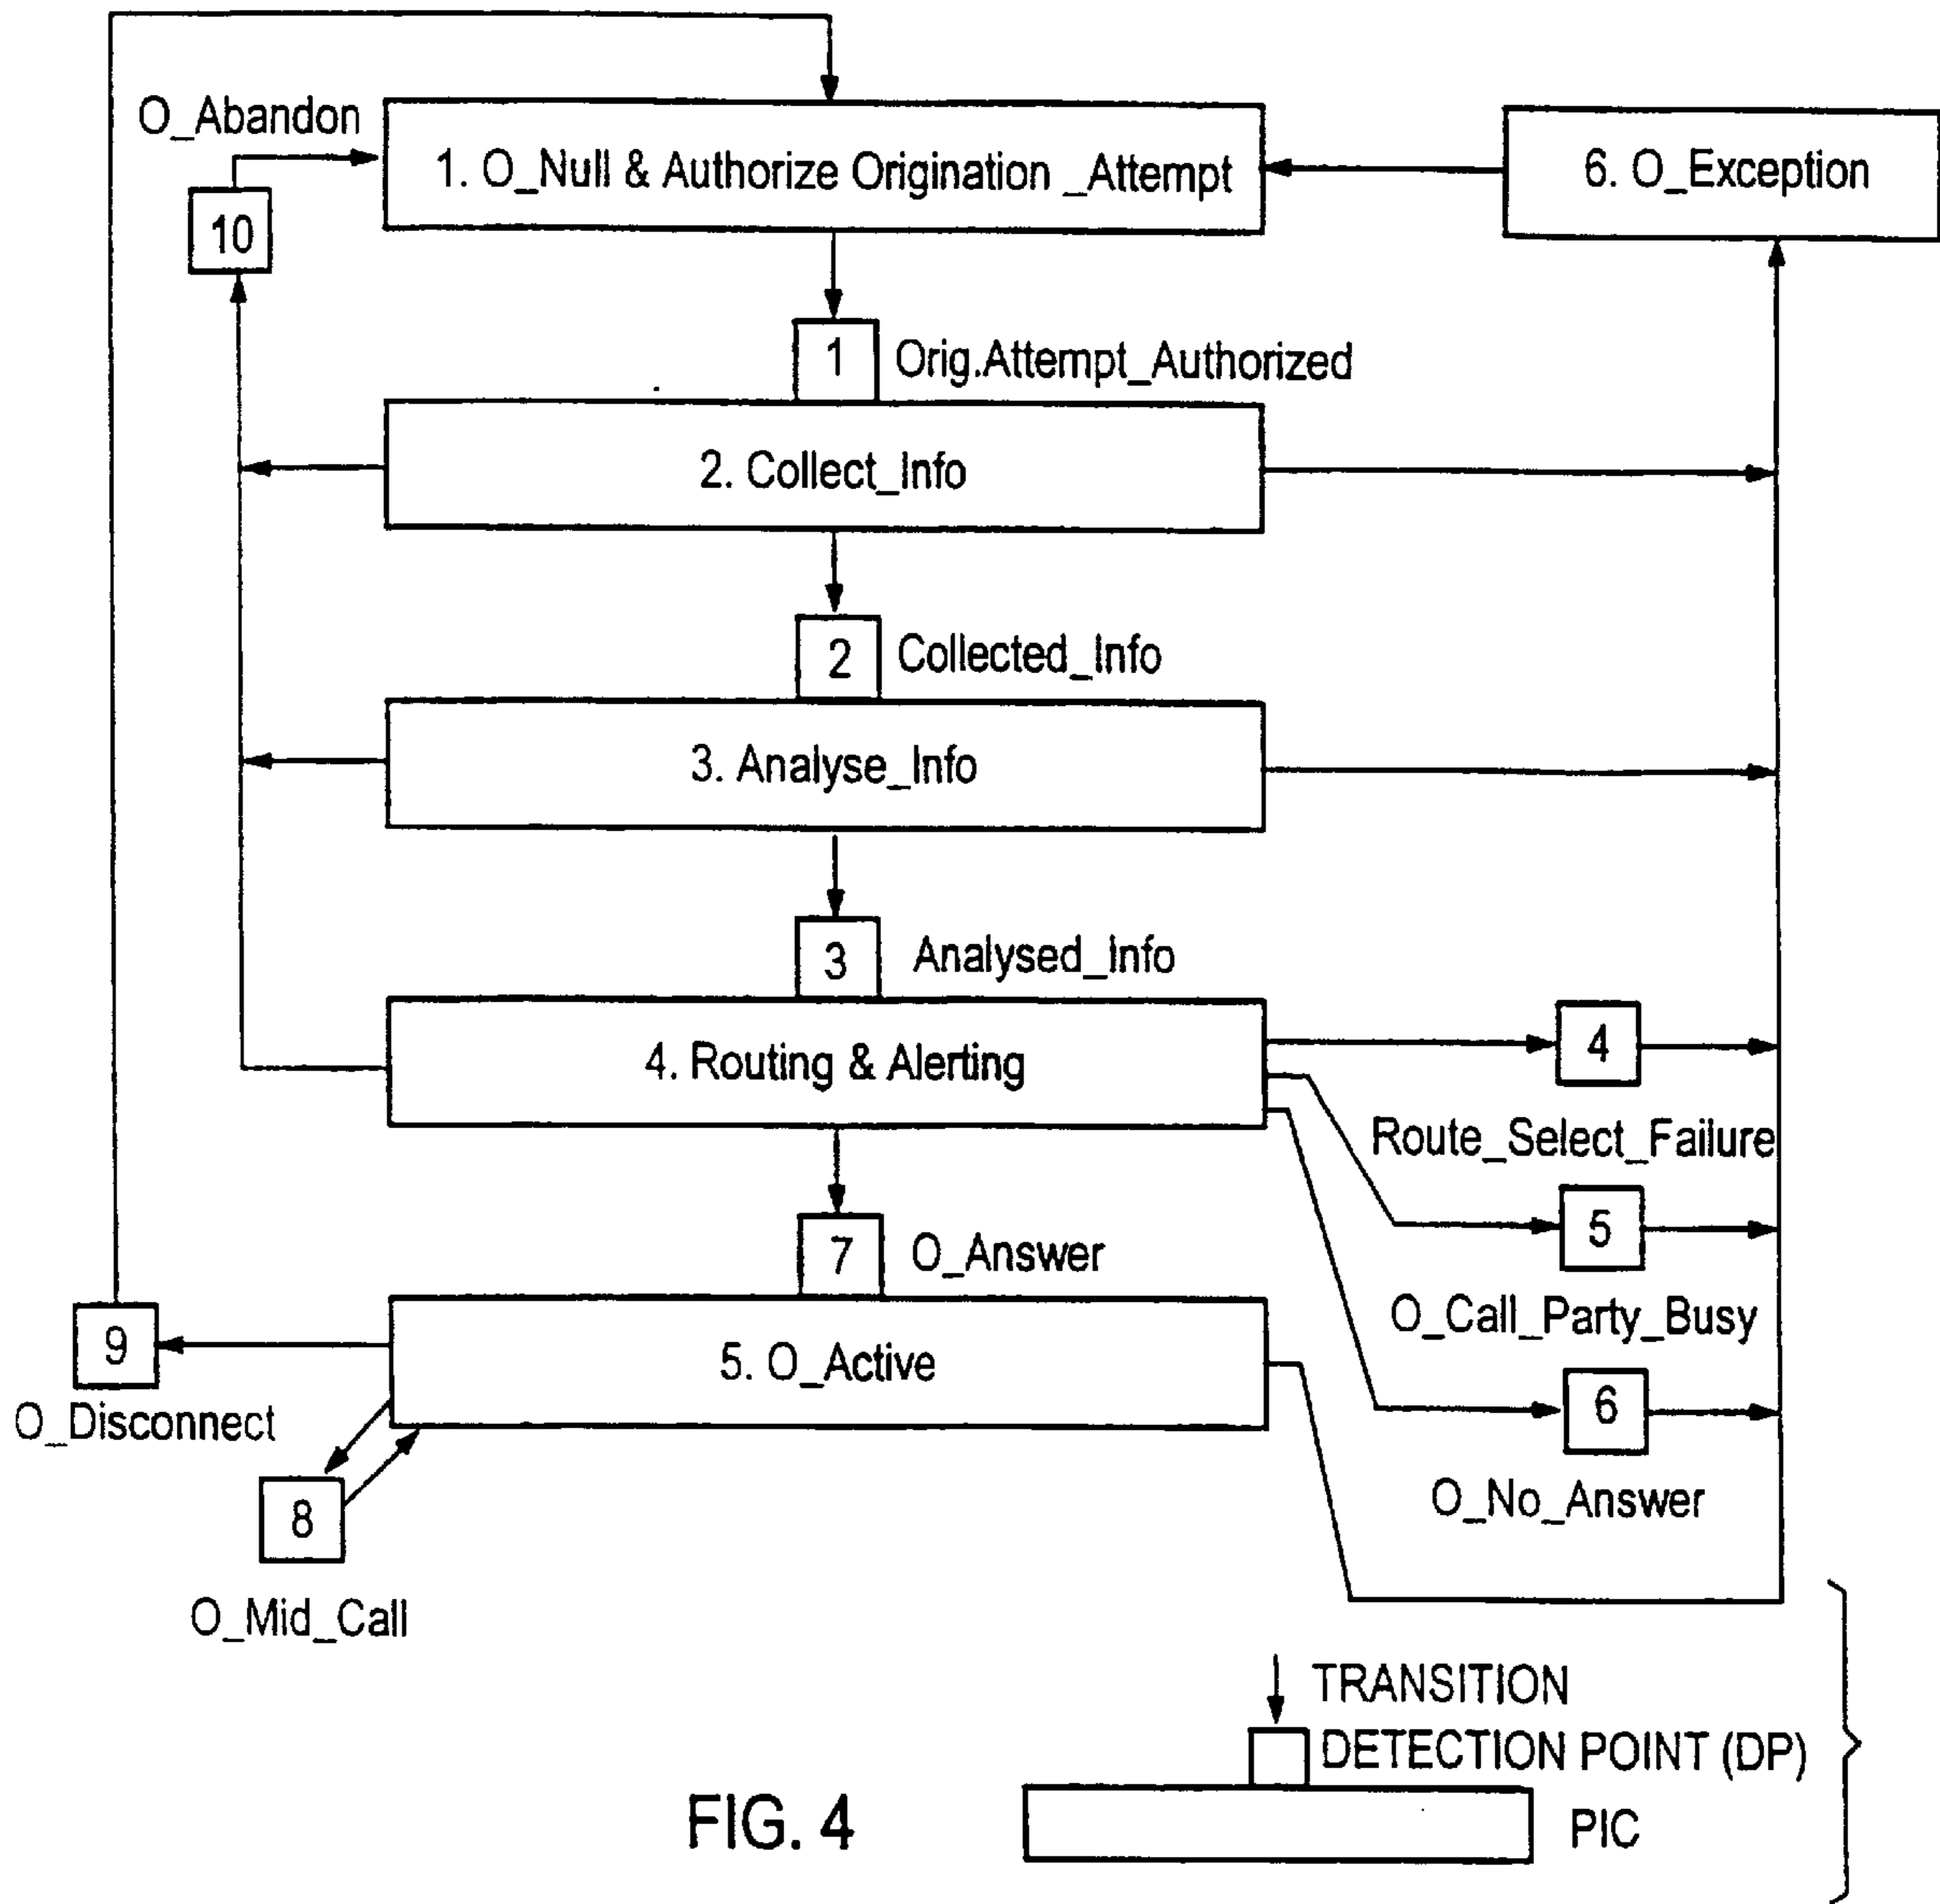 O_Abandon
1. O_Null & Authorize Origination _Attempt
6. O_Exception
10
1 Orig.Attempt_Authorized
2. Collect_Info
2 Collected_Info
3. Analyse_Info
3 Analysed_Info
4. Routing & Alerting
4
Route_Select_Failure
5
O_Call_Party_Busy
7 O_Answer
9
O_Disconnect
5. O_Active
6
O_No_Answer
8
O_Mid_Call
TRANSITION
DETECTION POINT (DP)
PIC
FIG. 4